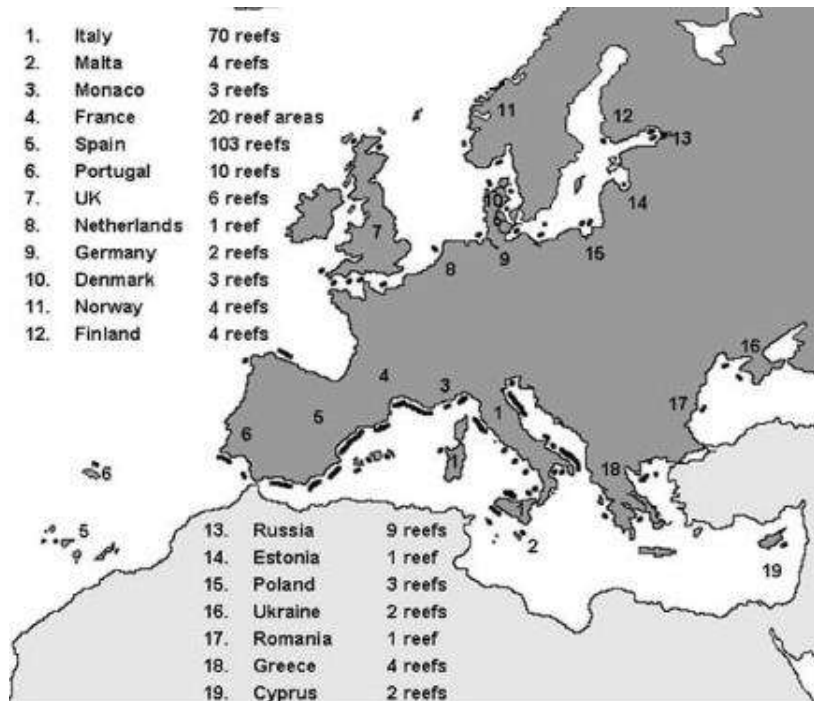 1. Italy 70 reefs
2. Malta 4 reefs
3. Monaco 3 reefs
4. France 20 reef areas
5. Spain 103 reefs
6. Portugal 10 reefs
7. UK 6 reefs
8. Netherlands 1 reef
9. Germany 2 reefs
10. Denmark 3 reefs
11. Norway 4 reefs
12. Finland 4 reefs
11
12
13
10
14
7
15
8
9
16
4
3
17
5
1
6
18
1
6
5
2
19
13. Russia 9 reefs
14. Estonia 1 reef
15. Poland 3 reefs
16. Ukraine 2 reefs
17. Romania 1 reef
18. Greece 4 reefs
19. Cyprus 2 reefs